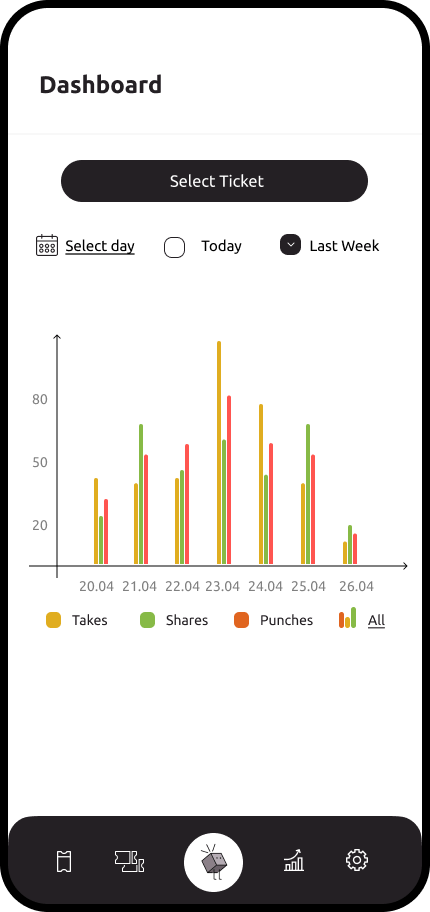 Dashboard
Select Ticket
Select day Today Last Week
80
50
20
20.04 21.04 22.04 23.04 24.04 25.04 26.04
Takes Shares Punches All